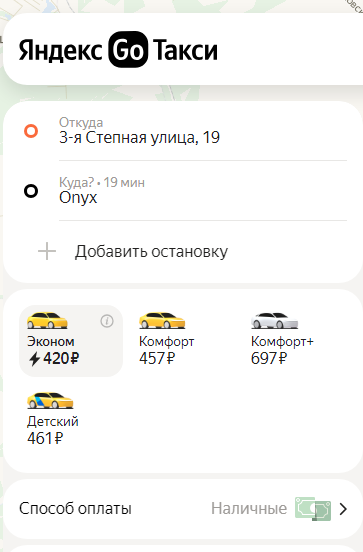 Яндекс Go Такси
Откуда
3-я Степная улица, 19
Куда? • 19 мин
Onyx
Добавить остановку
Эконом
420 ₽
Комфорт
457 ₽
Комфорт+
697 ₽
Детский
461 ₽
Способ оплаты
Наличные